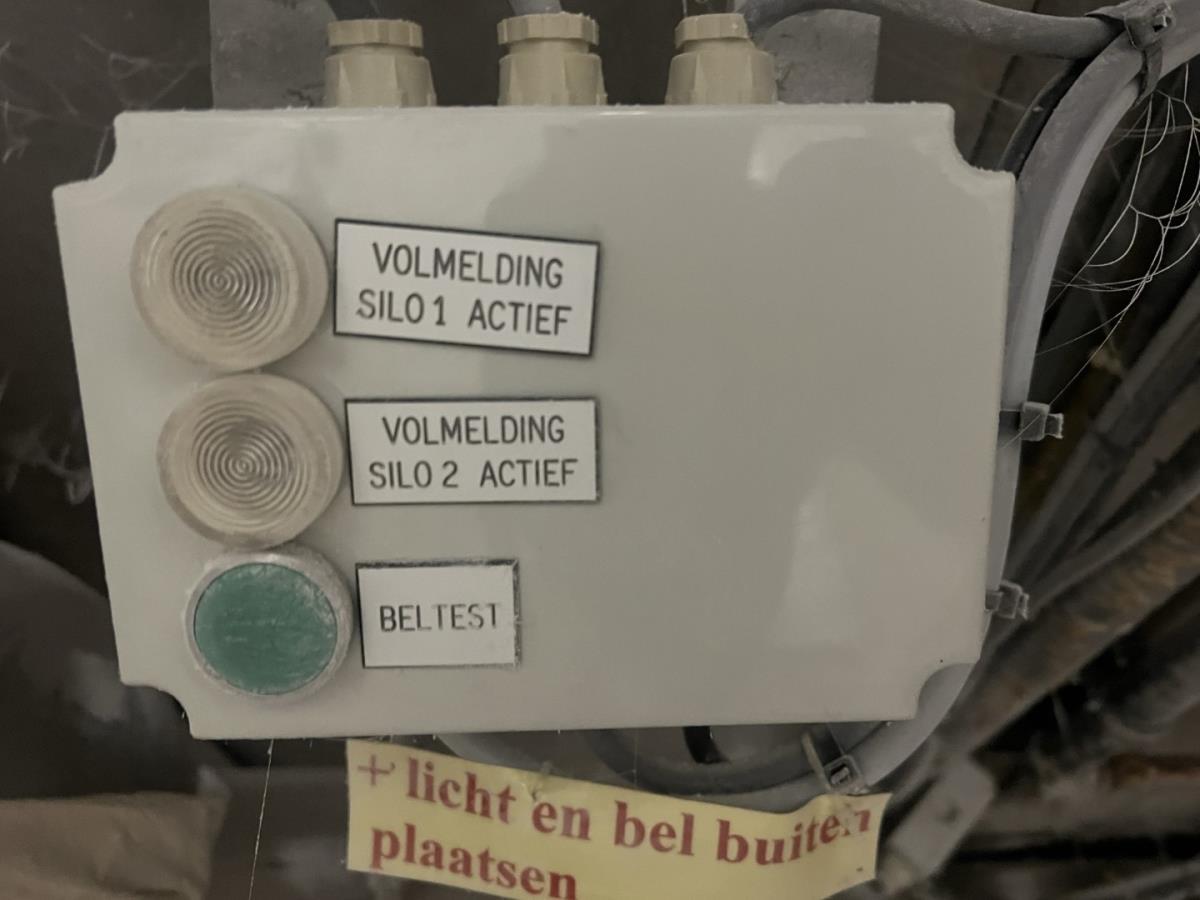 VOLMELDING
SILO 1 ACTIEF
VOLMELDING
SILO 2 ACTIEF
BELTEST
+ licht en bel buiten
plaatsen